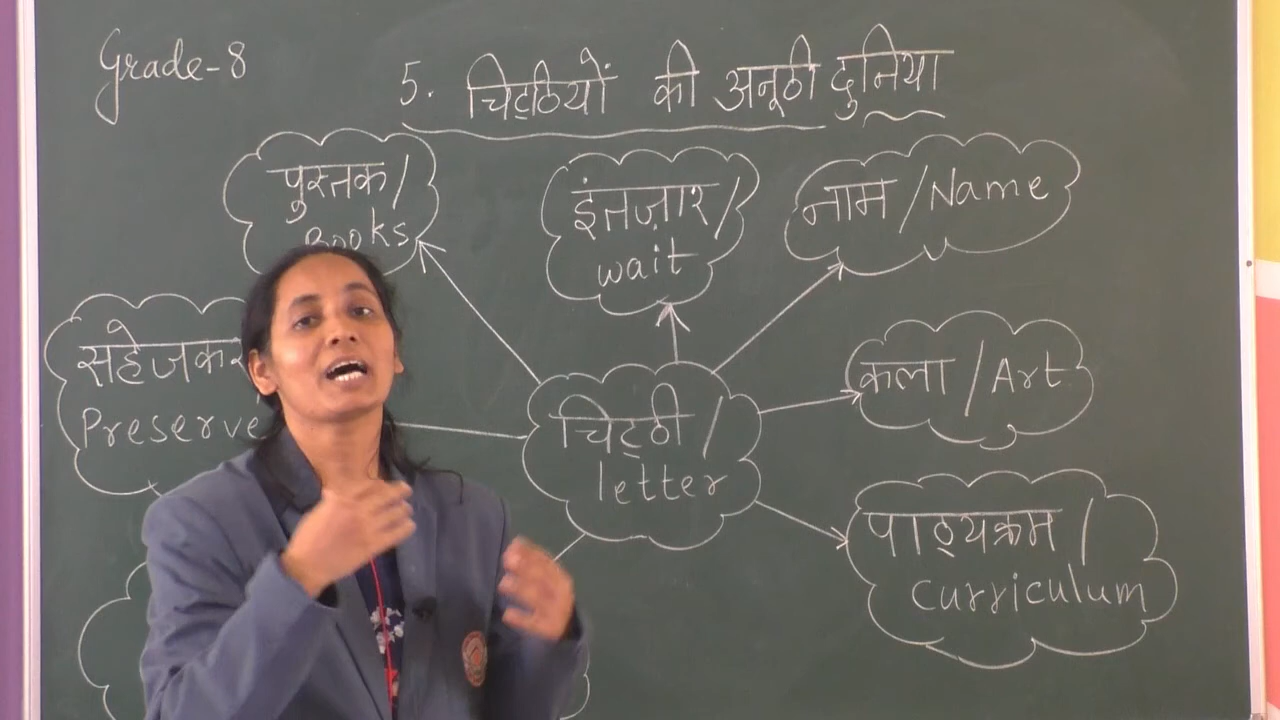 Grade-8
5. चिट्ठियों की अनूठी दुनिया
पुस्तक/
Books
इंतज़ार/
wait
नाम/Name
सहेजकर
Preserve
चिट्ठी/
letter
कला/Art
पाठ्यक्रम/
curriculum